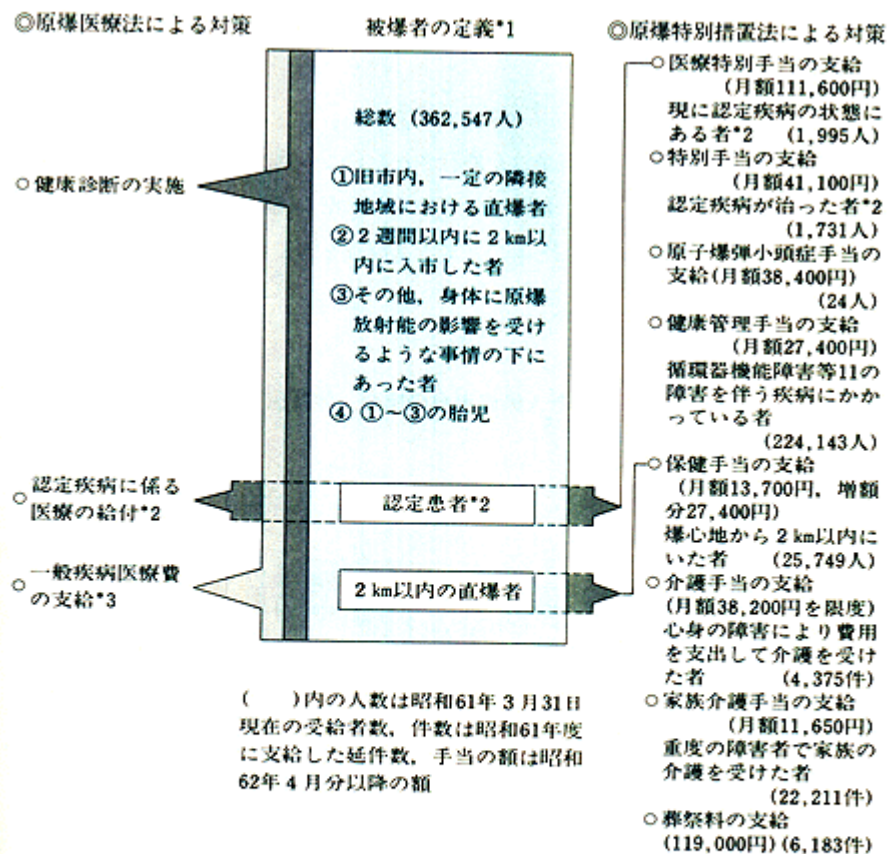 ◎原爆医療法による対策
○健康診断の実施
○認定疾病に係る
医療の給付*2
○一般疾病医療費
の支給*3
被爆者の定義*1
総数 (362,547人)
①旧市内，一定の隣接
地域における直爆者
②2週間以内に2km以
内に入市した者
③その他，身体に原爆
放射能の影響を受け
るような事情の下に
あった者
④ ①～③の胎児
認定患者*2
2km以内の直爆者
(　　)内の人数は昭和61年3月31日
現在の受給者数，件数は昭和61年度
に支給した延件数，手当の額は昭和
62年4月分以降の額
◎原爆特別措置法による対策
○医療特別手当の支給
(月額111,600円)
現に認定疾病の状態に
ある者*2　(1,995人)
○特別手当の支給
(月額41,100円)
認定疾病が治った者*2
(1,731人)
○原子爆弾小頭症手当の
支給(月額38,400円)
(24人)
○健康管理手当の支給
(月額27,400円)
循環器機能障害等11の
障害を伴う疾病にかか
っている者
(224,143人)
○保健手当の支給
(月額13,700円，増額
分27,400円)
爆心地から2km以内に
いた者　(25,749人)
○介護手当の支給
(月額38,200円を限度)
心身の障害により費用
を支出して介護を受け
た者　(4,375件)
○家族介護手当の支給
(月額11,650円)
重度の障害者で家族の
介護を受けた者
(22,211件)
○葬祭料の支給
(119,000円)(6,183件)